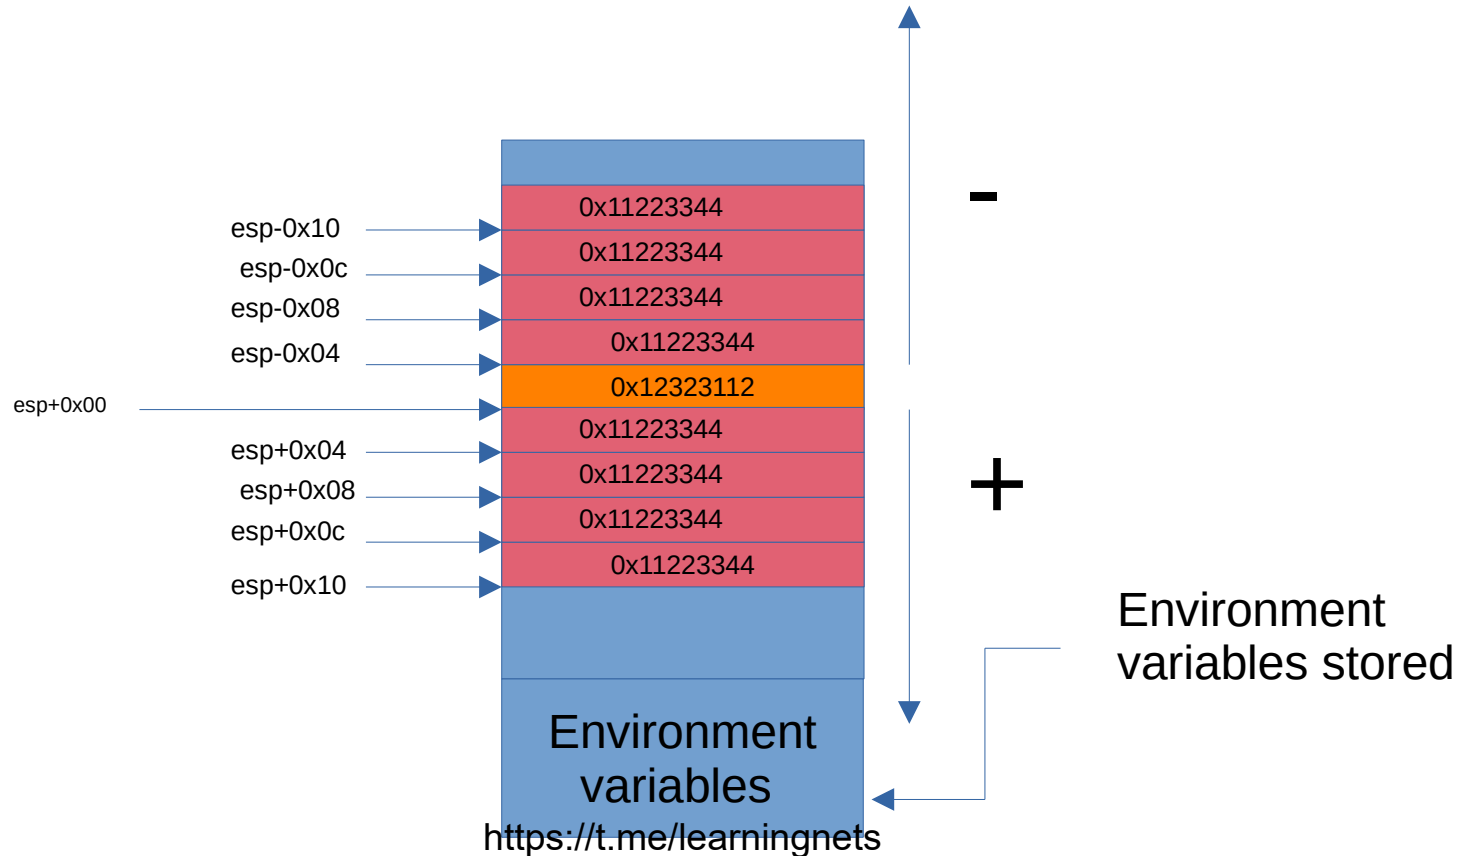 -
0x11223344
esp-0x10
0x11223344
esp-0x0c
0x11223344
esp-0x08
0x11223344
esp-0x04
0x12323112
esp+0x00
0x11223344
esp+0x04
0x11223344
esp+0x08
+
0x11223344
esp+0x0c
0x11223344
esp+0x10
Environment
variables stored
Environment
variables
https://t.me/learningnets